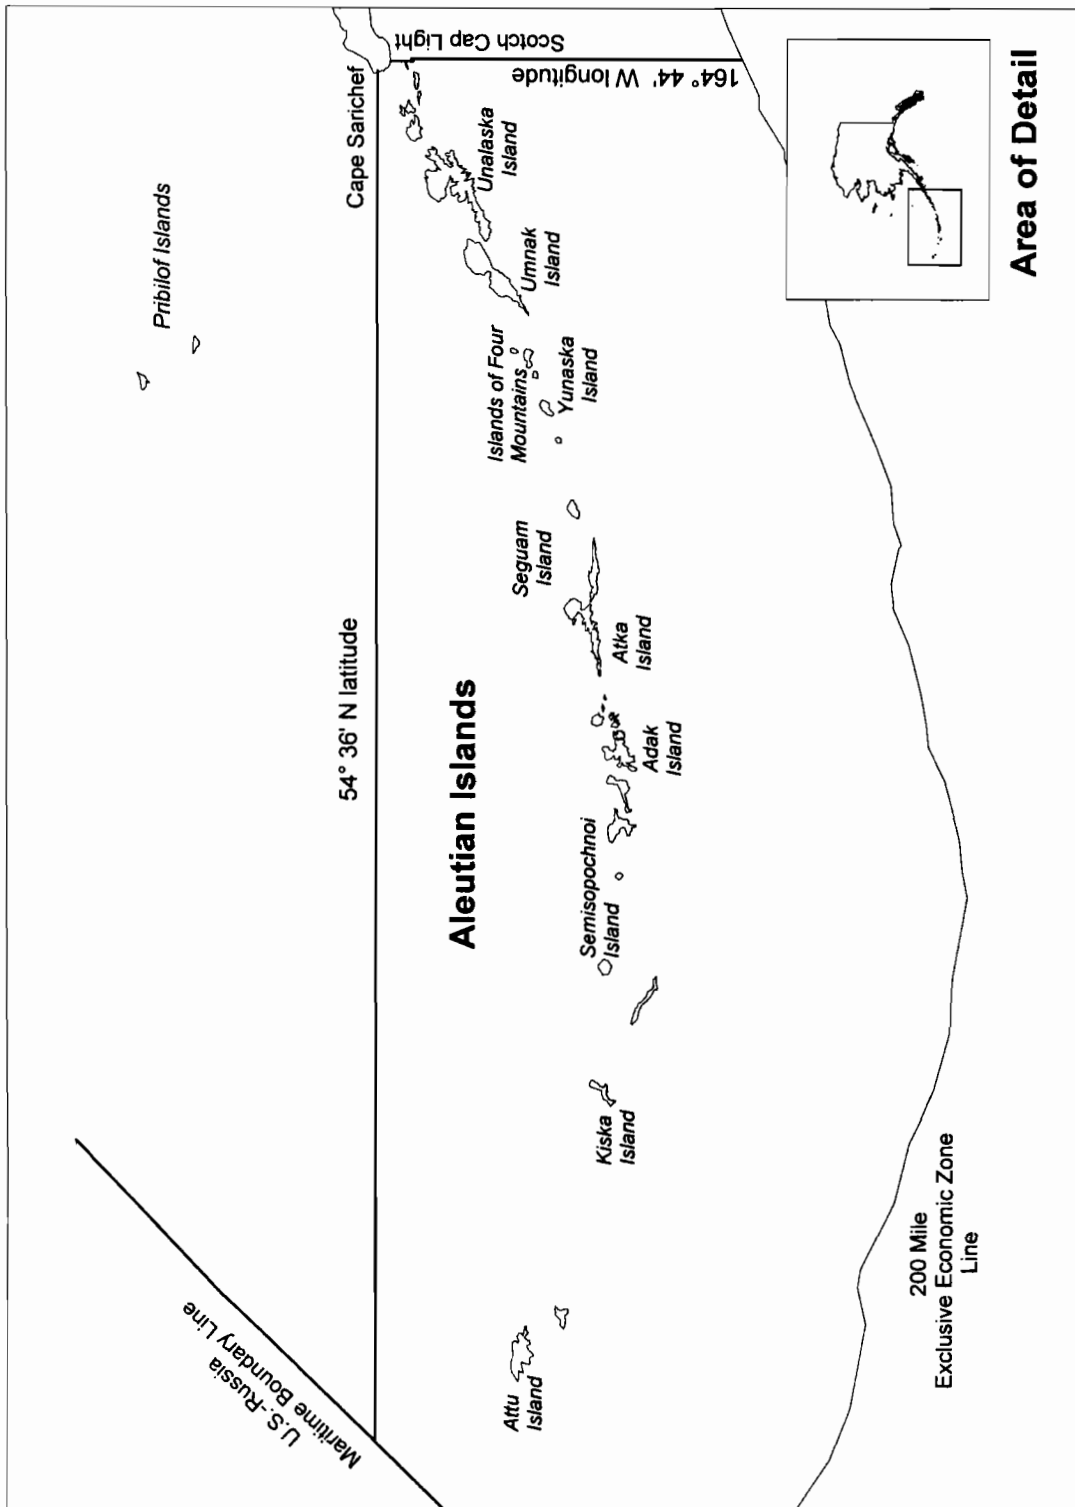 Pribilof Islands
Cape Sarichef
Scotch Cap Light
164° 44' W longitude
54° 36' N latitude
Aleutian Islands
Unalaska
Island
Umnak
Island
Islands of Four
Mountains
Yunaska
Island
Seguam
Island
Atka
Island
Adak
Island
Semisopochnoi
Island
Kiska
Island
Attu
Island
U.S.-Russia
Maritime Boundary Line
200 Mile
Exclusive Economic Zone
Line
Area of Detail